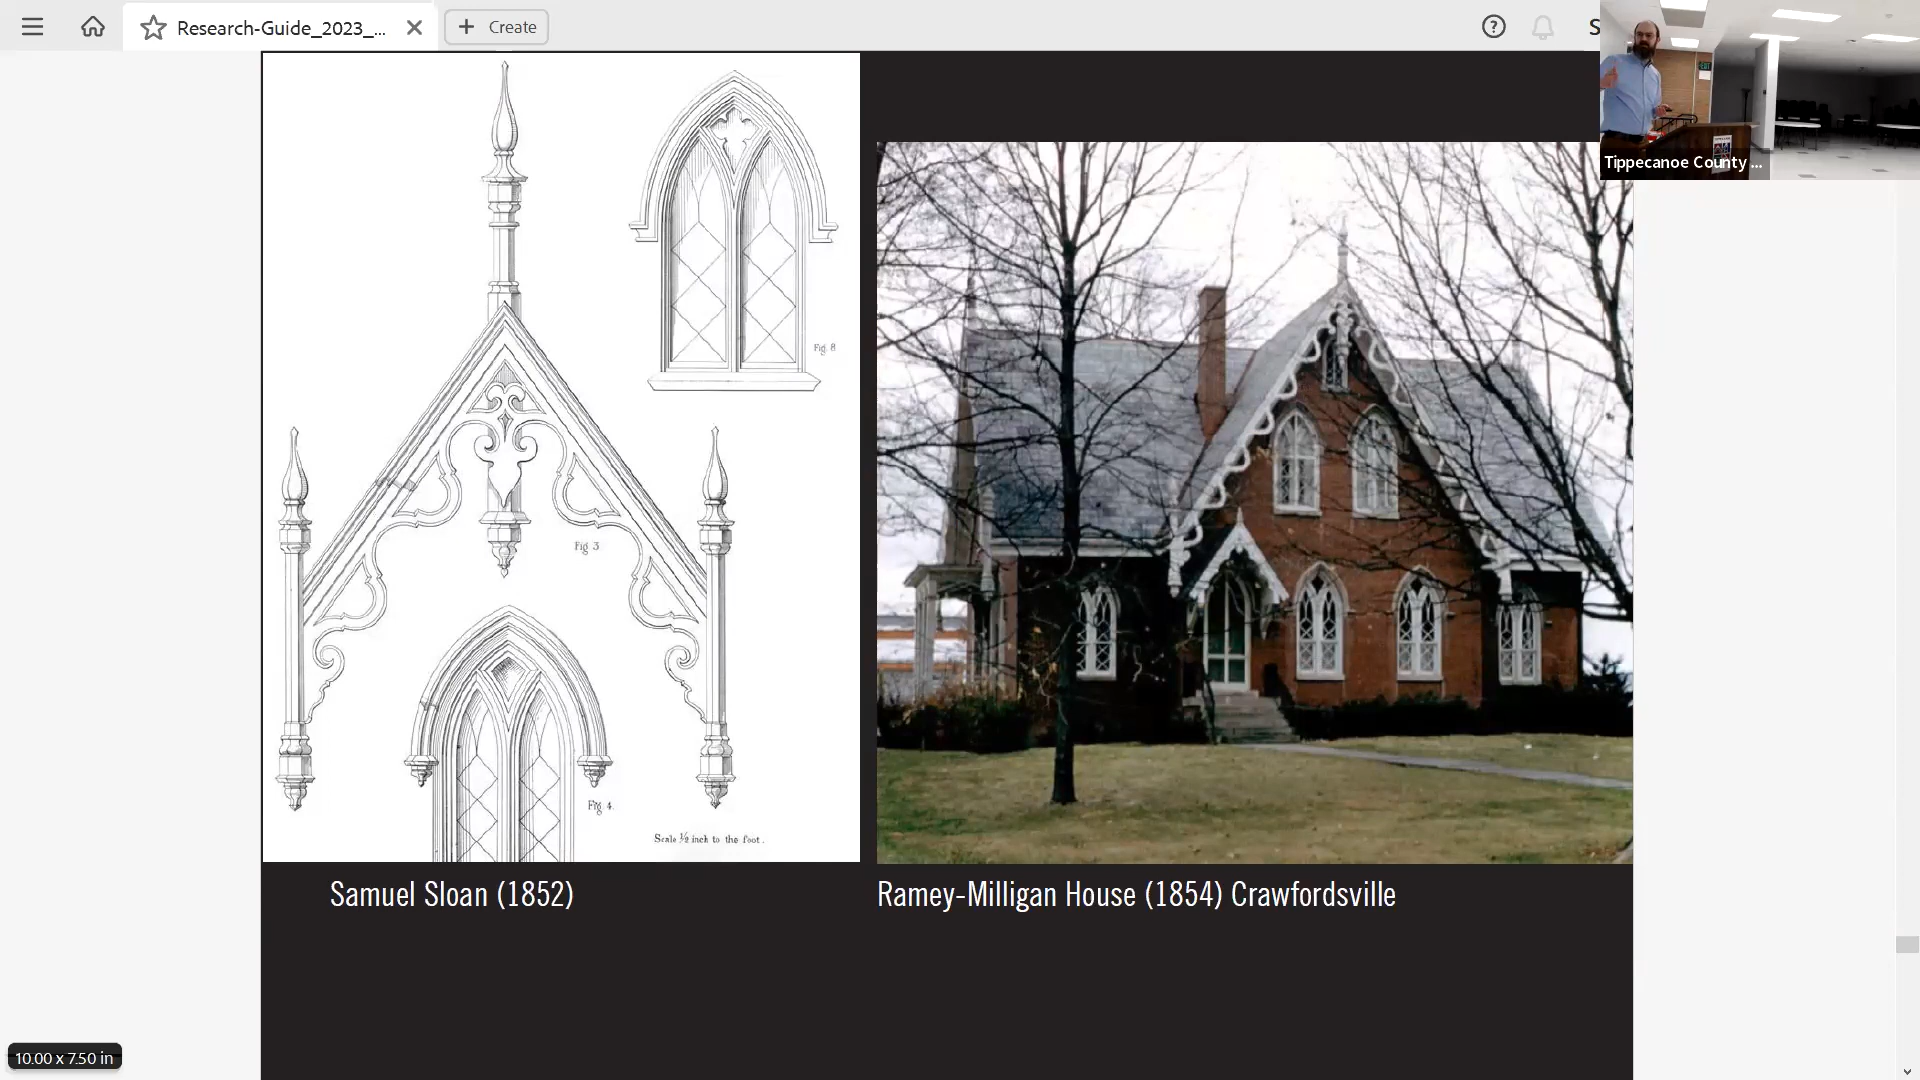 Research-Guide_2023_...
Create
S
Tippecanoe County ...
Fig. 8
Fig 3
Fig. 4.
Scale ½ inch to the foot.
Samuel Sloan (1852)
Ramey-Milligan House (1854) Crawfordsville
10.00 x 7.50 in